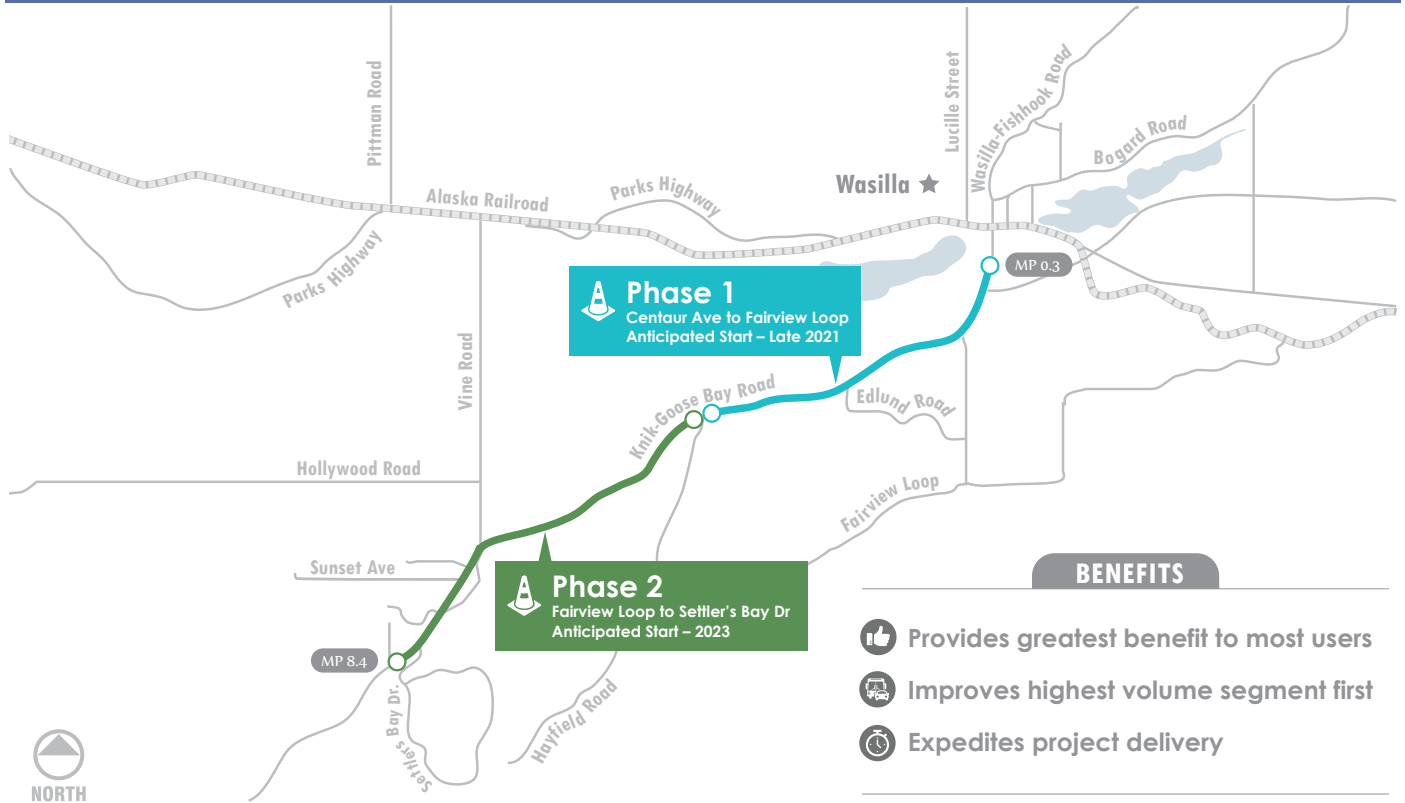 Pittman Road
Lucille Street
Wasilla-Fishhook Road
Bogard Road
Wasilla
Alaska Railroad
Parks Highway
Parks Highway
MP 0.3
Phase 1
Centaur Ave to Fairview Loop
Anticipated Start – Late 2021
Vine Road
Knik-Goose Bay Road
Edlund Road
Hollywood Road
Fairview Loop
Sunset Ave
Phase 2
Fairview Loop to Settler's Bay Dr
Anticipated Start – 2023
MP 8.4
Settlers Bay Dr.
Hayfield Road
NORTH
BENEFITS
Provides greatest benefit to most users
Improves highest volume segment first
Expedites project delivery